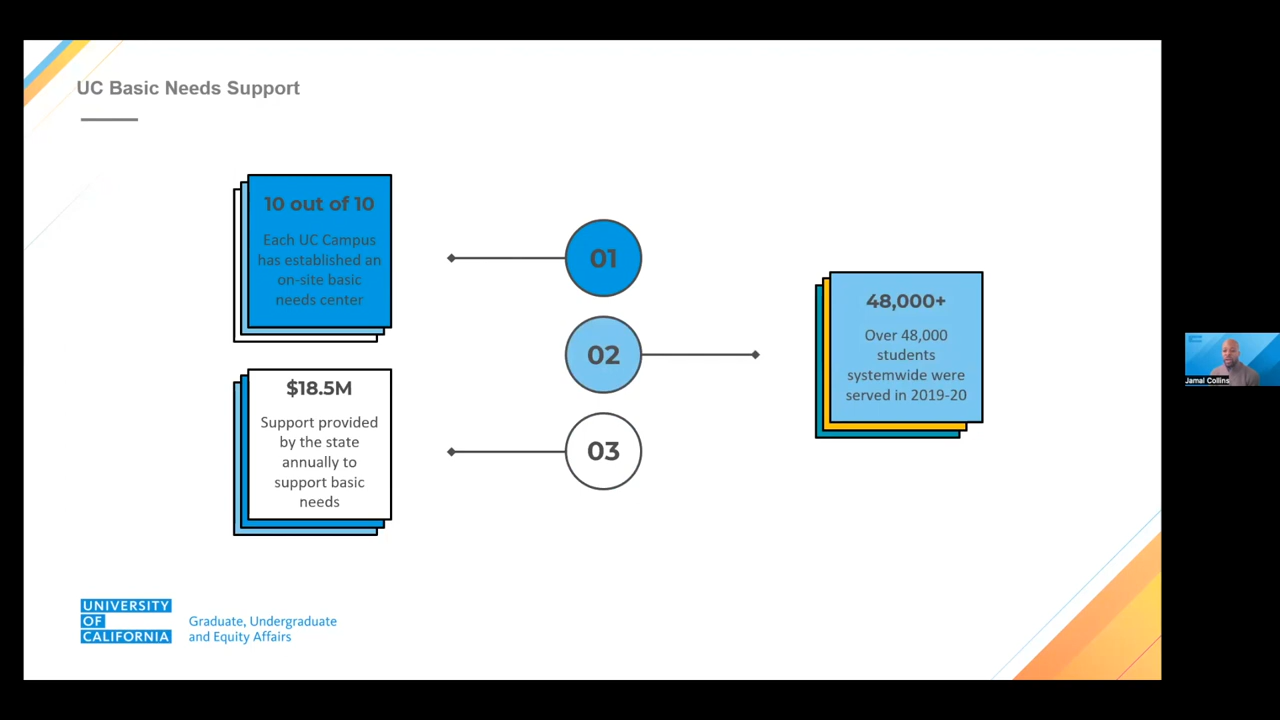 UC Basic Needs Support
10 out of 10
Each UC Campus
has established an
on-site basic
needs center
01
02
48,000+
Over 48,000
students
systemwide were
served in 2019-20
$18.5M
Support provided
by the state
annually to
support basic
needs
03
UNIVERSITY
OF
CALIFORNIA
Graduate, Undergraduate
and Equity Affairs
Jamal Collins